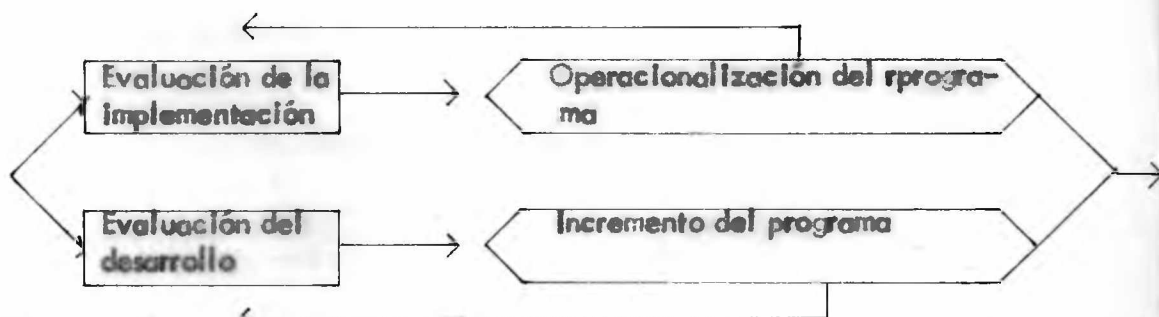 Evaluación de la
implementación
Operacionalización del rprogra-
ma
Evaluación del
desarrollo
Incremento del programa